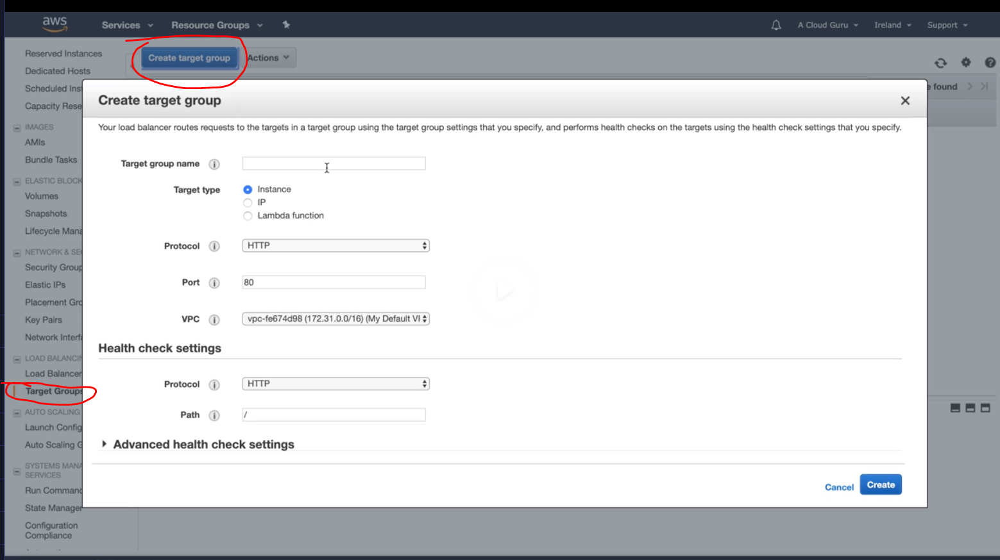 aws Services Resource Groups A Cloud Guru Ireland Support
Reserved Instances
Dedicated Hosts
Scheduled Inst
Capacity Rese
IMAGES
AMIs
Bundle Tasks
ELASTIC BLOCK
Volumes
Snapshots
Lifecycle Mana
NETWORK & SE
Security Group
Elastic IPs
Placement Gro
Key Pairs
Network Interfa
LOAD BALANCIN
Load Balancer
Target Groups
AUTO SCALING
Launch Config
Auto Scaling G
SYSTEMS MANA
SERVICES
Run Command
State Manager
Configuration
Compliance
Create target group Actions
e found
Create target group
Your load balancer routes requests to the targets in a target group using the target group settings that you specify, and performs health checks on the targets using the health check settings that you specify.
Target group name
Target type Instance
IP
Lambda function
Protocol HTTP
Port 80
VPC vpc-fe674d98 (172.31.0.0/16) (My Default VI
Health check settings
Protocol HTTP
Path /
Advanced health check settings
Cancel Create